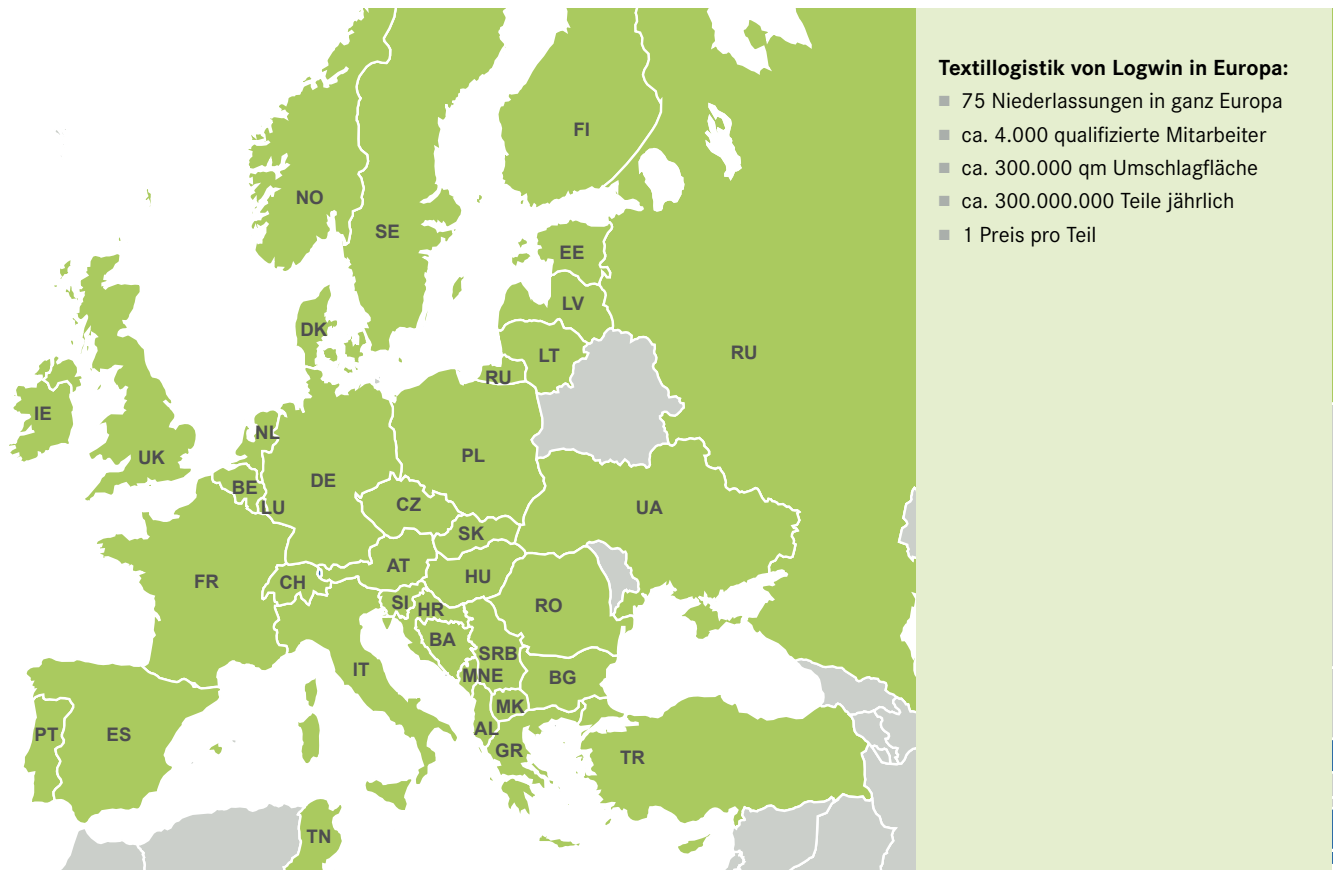 FI
NO
SE
EE
LV
DK
LT
RU
RU
IE
NL
UK
PL
DE
BE
LU
CZ
UA
SK
AT
HU
FR
CH
SI
HR
RO
BA
SRB
IT
MNE
BG
MK
PT
ES
AL
GR
TR
TN
Textillogistik von Logwin in Europa:
■ 75 Niederlassungen in ganz Europa
■ ca. 4.000 qualifizierte Mitarbeiter
■ ca. 300.000 qm Umschlagfläche
■ ca. 300.000.000 Teile jährlich
■ 1 Preis pro Teil